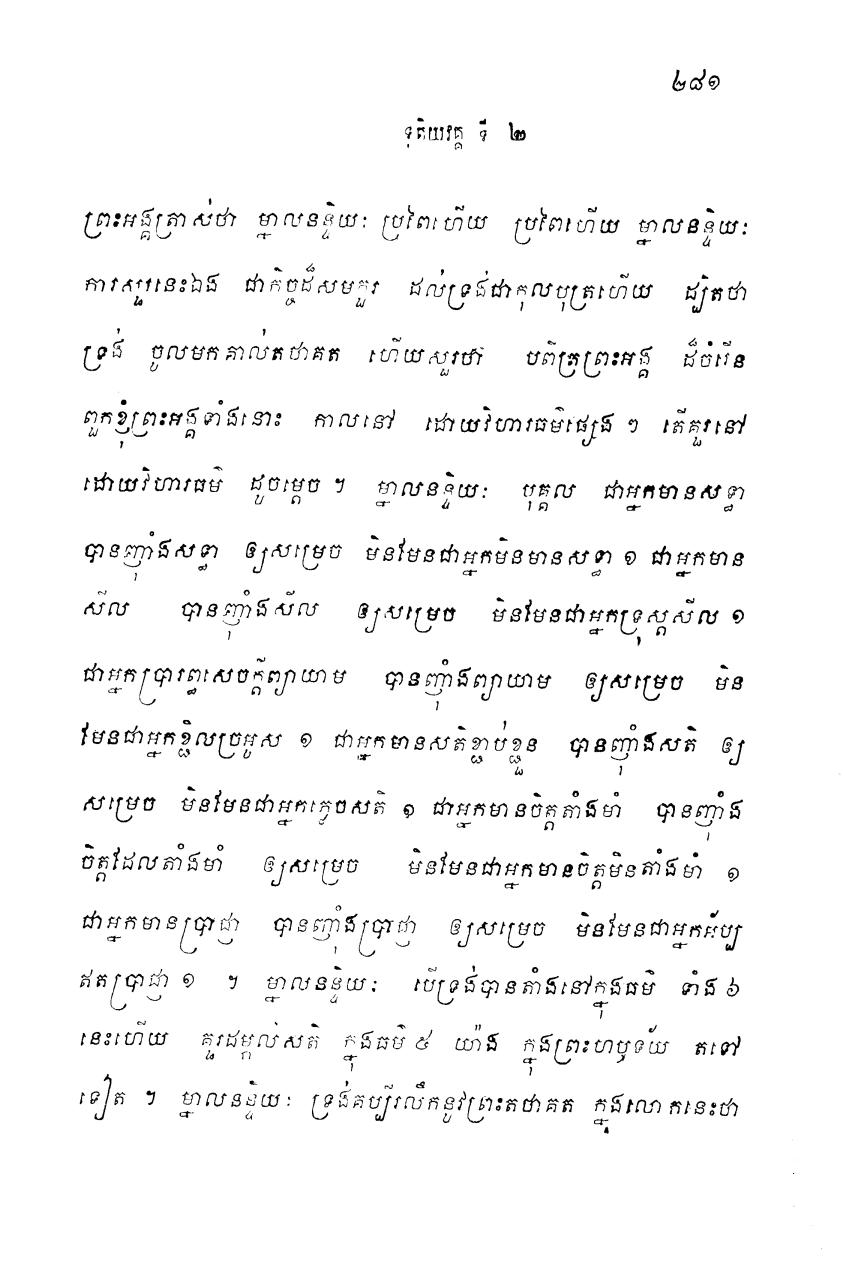 ២៨១
ទុតិយវគ្គ ទី ២
ព្រះអង្គត្រាស់ថា ម្នាលនន្ទិយៈ ប្រពៃហើយ ប្រពៃហើយ ម្នាលនន្ទិយៈ
ការសួរនេះឯង ជាកិច្ចដ៏សមគួរ ដល់ទ្រង់ជាកុលបុត្រហើយ ដ្បិតថា
ទ្រង់ ចូលមកគាល់តថាគត ហើយសួរថា បពិត្រព្រះអង្គ ដ៏ចំរើន
ពួកខ្ញុំព្រះអង្គទាំងនោះ កាលនៅ ដោយវិហារធម៌ផ្សេង ៗ តើគួរនៅ
ដោយវិហារធម៌ ដូចម្តេច ។ ម្នាលនន្ទិយៈ បុគ្គល ជាអ្នកមានសទ្ធា
បានញុំាងសទ្ធា ឲ្យសម្រេច មិនមែនជាអ្នកមិនមានសទ្ធា ១ ជាអ្នកមាន
សីល បានញុំាងសីល ឲ្យសម្រេច មិនមែនជាអ្នកទ្រុស្តសីល ១
ជាអ្នកប្រារព្ធសេចក្តីព្យាយាម បានញុំាងព្យាយាម ឲ្យសម្រេច មិន
មែនជាអ្នកខ្ជិលច្រអូស ១ ជាអ្នកមានសតិខ្ជាប់ខ្ជួន បានញុំាងសតិ ឲ្យ
សម្រេច មិនមែនជាអ្នកភ្លេចសតិ ១ ជាអ្នកមានចិត្តតាំងមាំ បានញុំាង
ចិត្តដែលតាំងមាំ ឲ្យសម្រេច មិនមែនជាអ្នកមានចិត្តមិនតាំងមាំ ១
ជាអ្នកមានប្រាជ្ញា បានញុំាងប្រាជ្ញា ឲ្យសម្រេច មិនមែនជាអ្នកអ័ប្ប
ឥតប្រាជ្ញា ១ ។ ម្នាលនន្ទិយៈ បើទ្រង់បានតាំងនៅក្នុងធម៌ ទាំង ៦
នេះហើយ គួរដម្កល់សតិ ក្នុងធម៌ ៥ យ៉ាង ក្នុងព្រះហឫទ័យ តទៅ
ទៀត ។ ម្នាលនន្ទិយៈ ទ្រង់គប្បីរលឹកនូវព្រះតថាគត ក្នុងលោកនេះថា